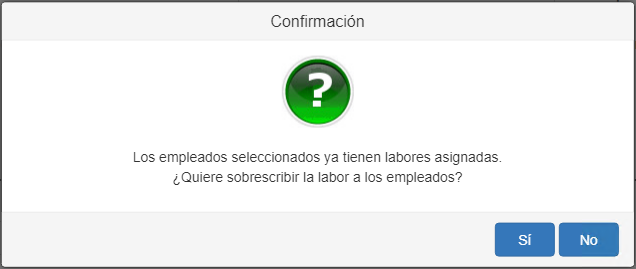 Confirmación
?
Los empleados seleccionados ya tienen labores asignadas.
¿Quiere sobrescribir la labor a los empleados?
Sí No